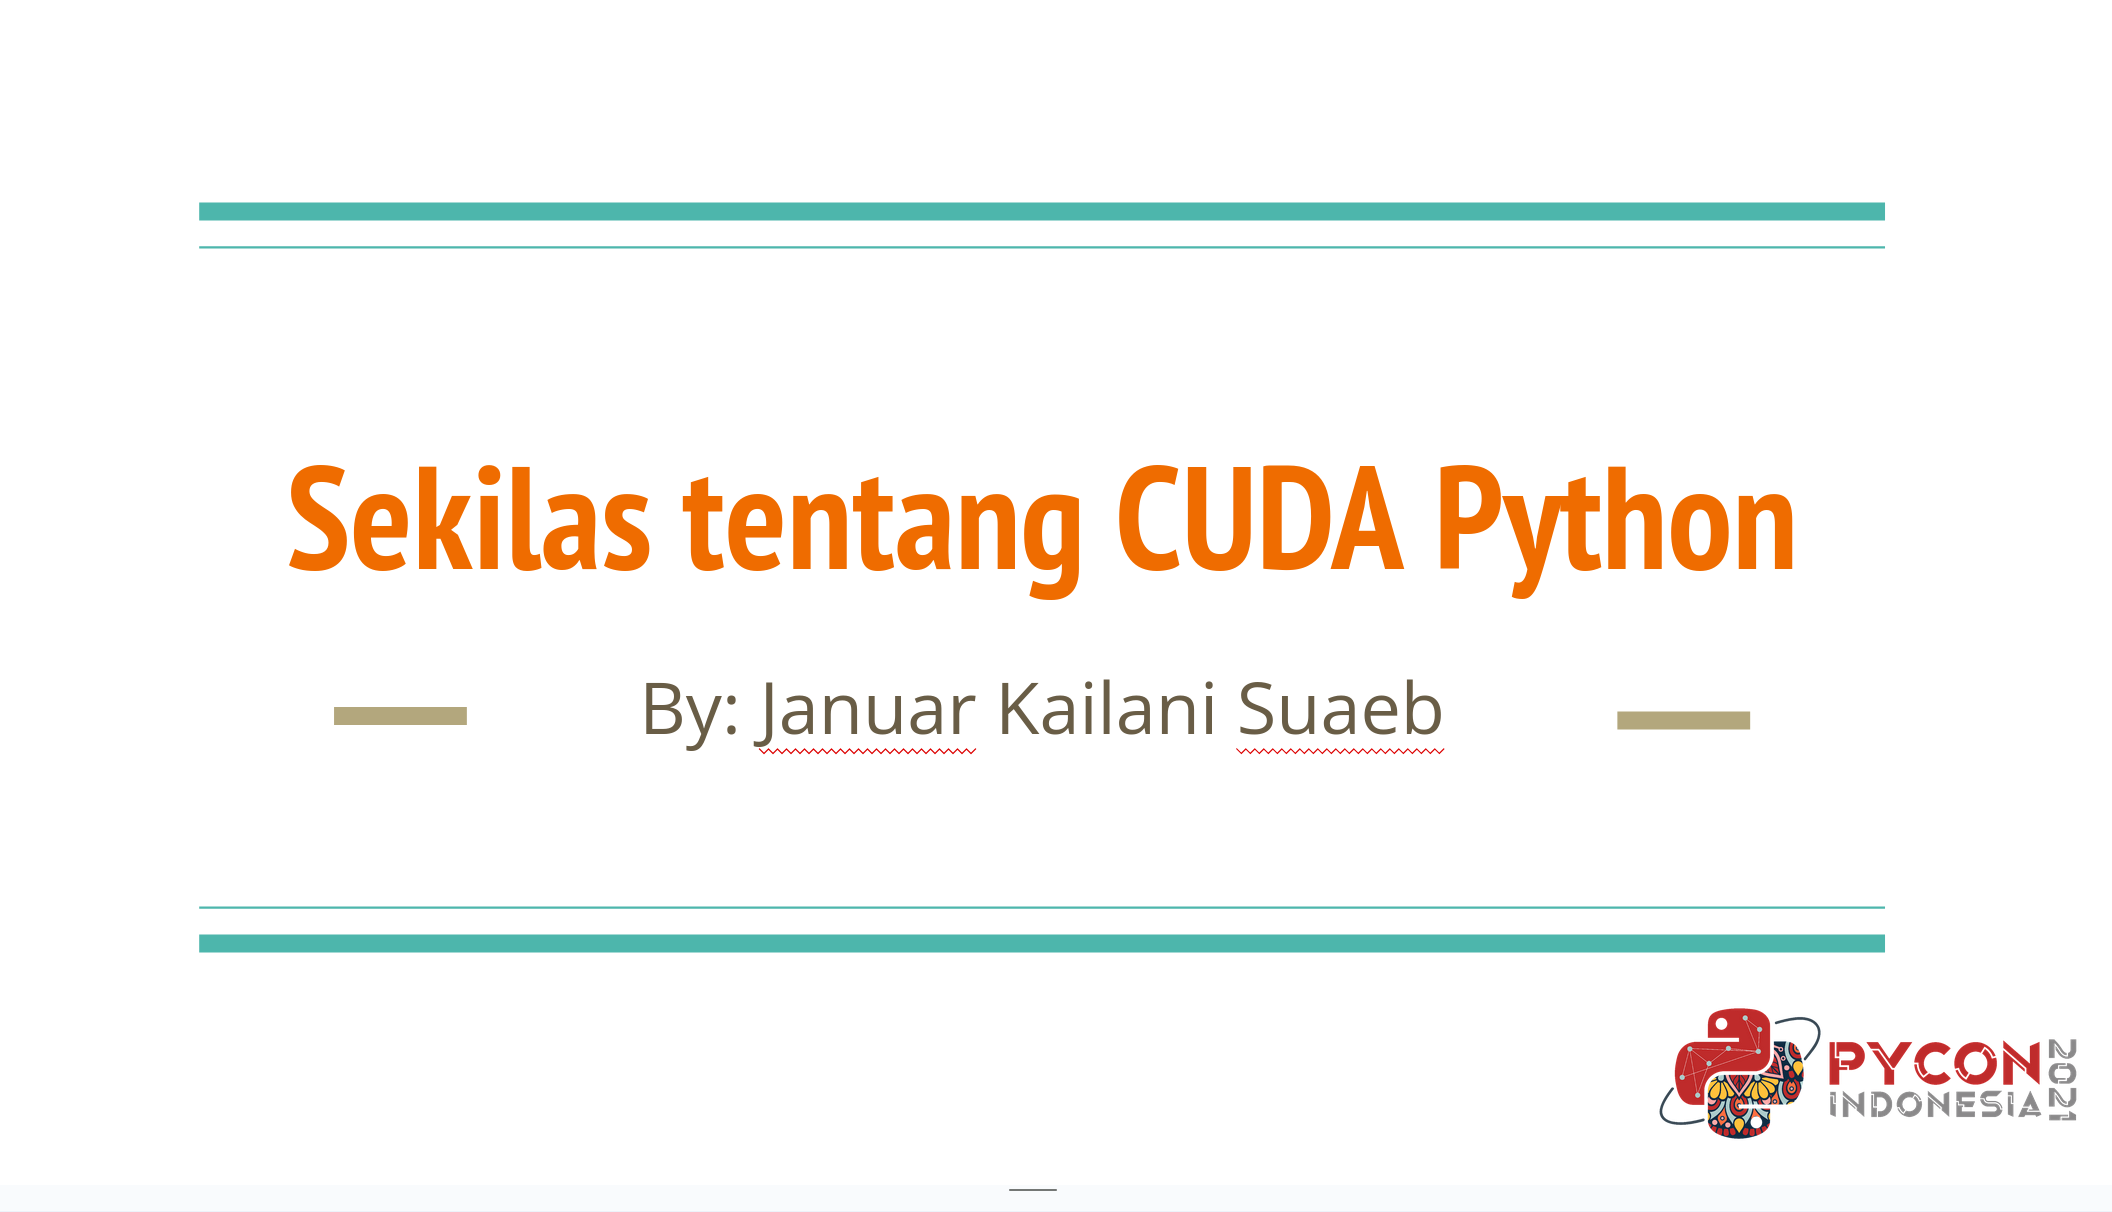 Sekilas tentang CUDA Python
By: Januar Kailani Suaeb
PYCON
INDONESIA
2021